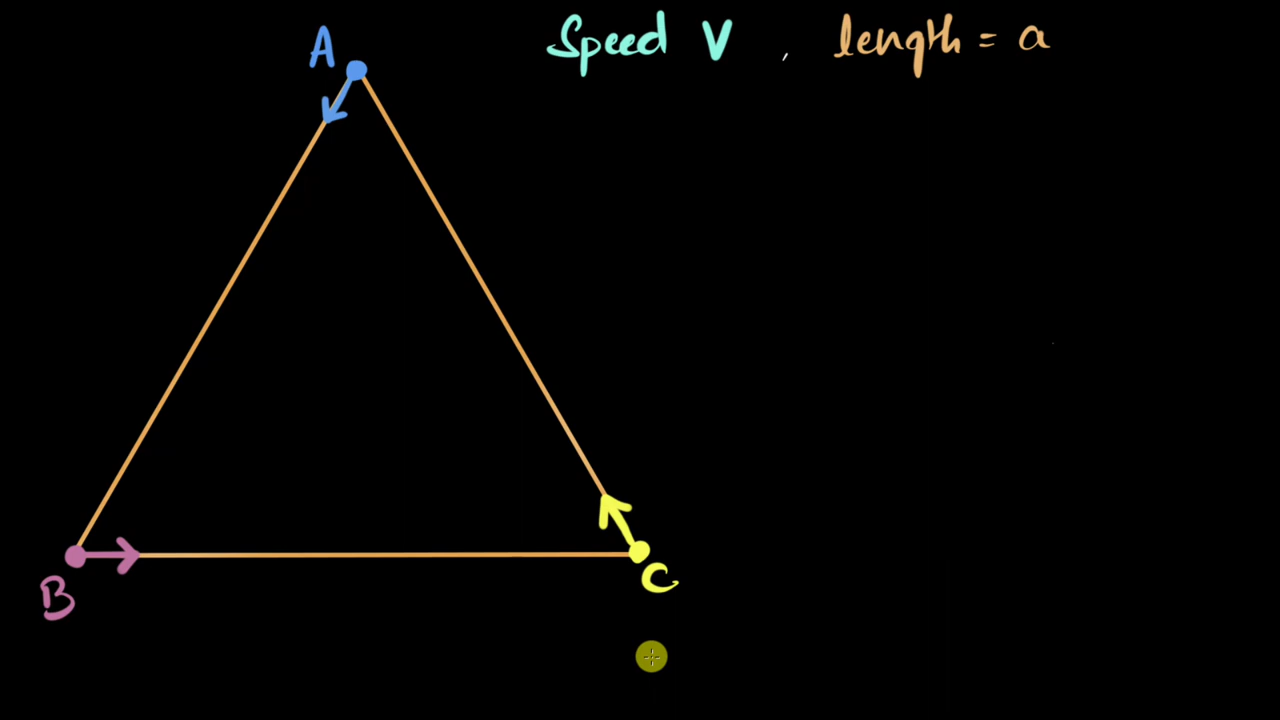 Speed V , length = a
A
B
C